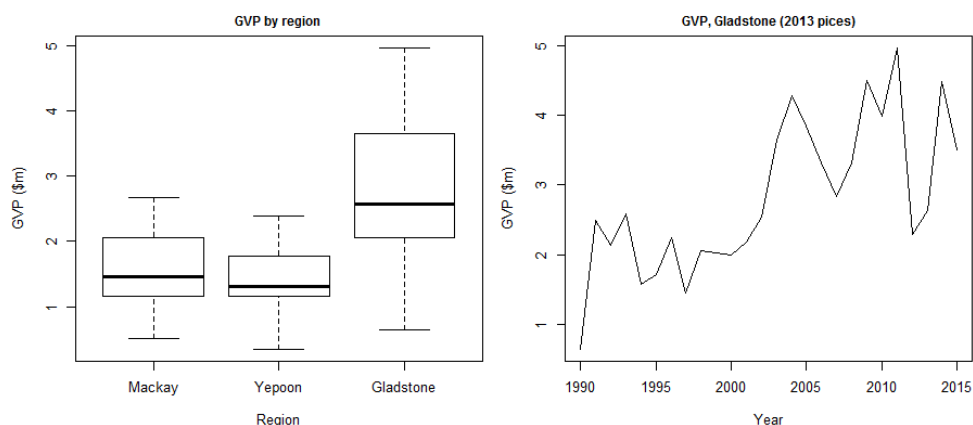 GVP by region
GVP ($m)
5
4
3
2
1
Mackay Yepoon Gladstone
Region
GVP, Gladstone (2013 pices)
GVP ($m)
5
4
3
2
1
1990 1995 2000 2005 2010 2015
Year